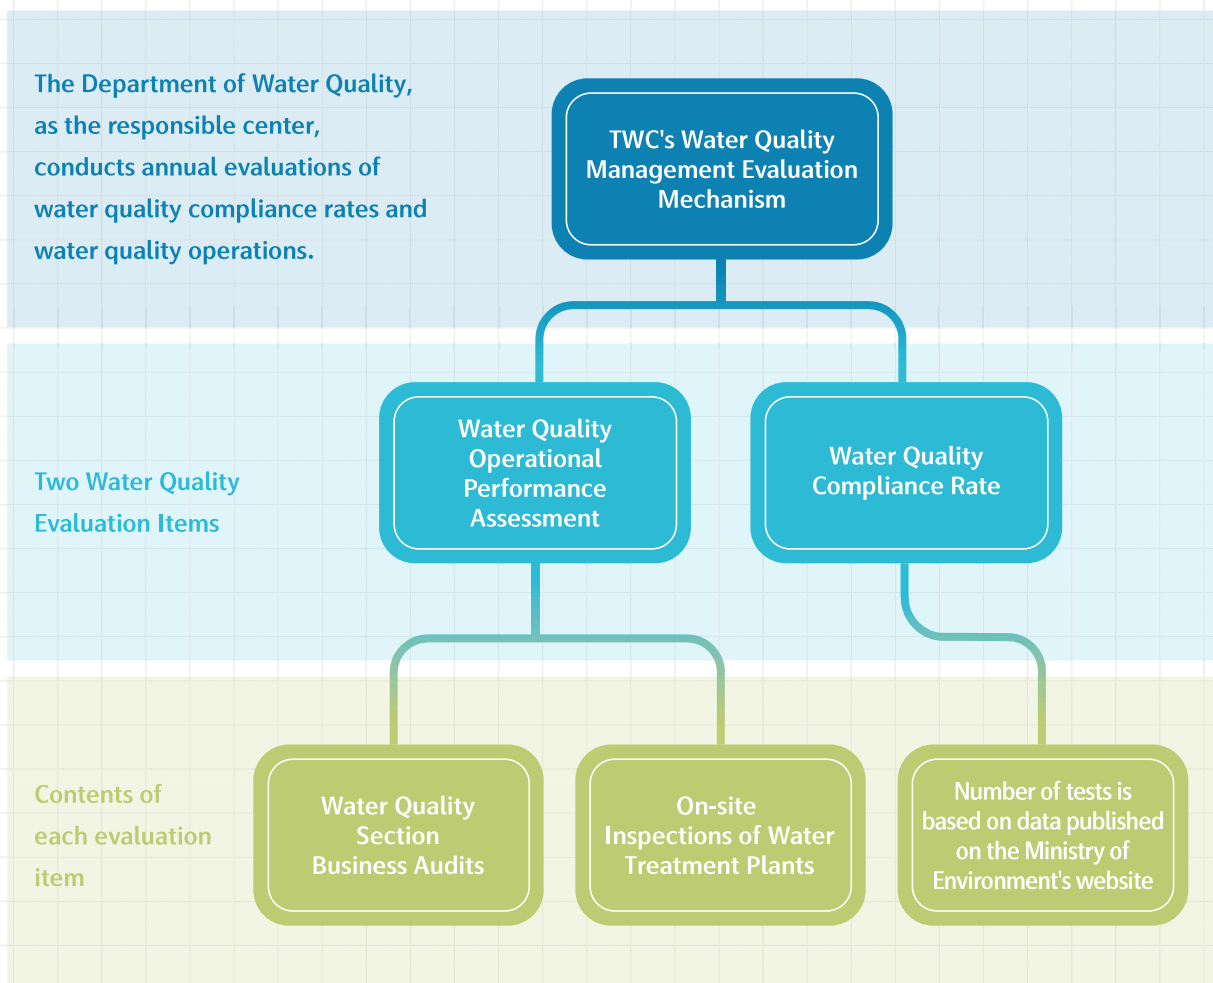 The Department of Water Quality,
as the responsible center,
conducts annual evaluations of
water quality compliance rates and
water quality operations.
TWC's Water Quality
Management Evaluation
Mechanism
Two Water Quality
Evaluation Items
Water Quality
Operational
Performance
Assessment
Water Quality
Compliance Rate
Contents of
each evaluation
item
Water Quality
Section
Business Audits
On-site
Inspections of Water
Treatment Plants
Number of tests is
based on data published
on the Ministry of
Environment's website